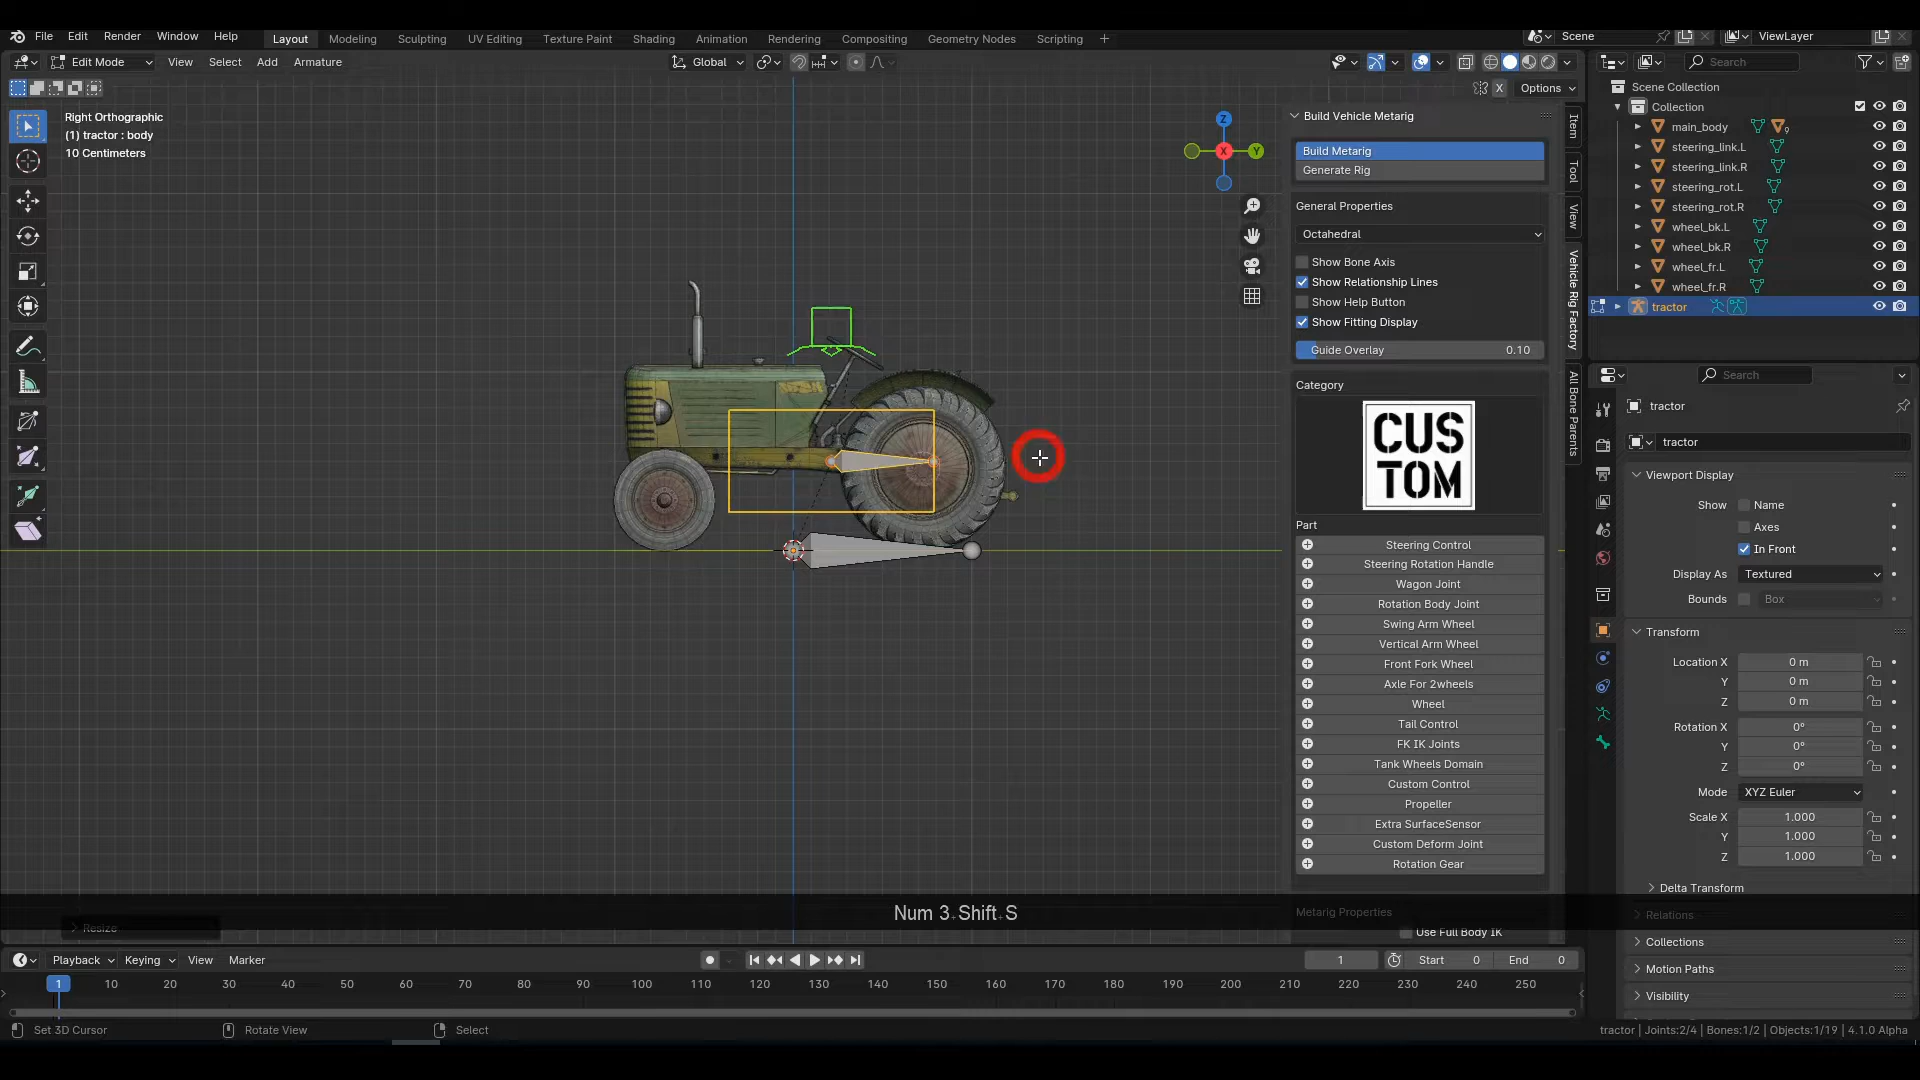 File Edit Render Window Help
Layout Modeling Sculpting UV Editing Texture Paint Shading Animation Rendering Compositing Geometry Nodes Scripting +
Scene ViewLayer
Edit Mode View Select Add Armature
Global
Search
X Options
Right Orthographic
(1) tractor : body
10 Centimeters
Z
X
Y
Build Vehicle Metarig
Build Metarig
Generate Rig
General Properties
Octahedral
Show Bone Axis
Show Relationship Lines
Show Help Button
Show Fitting Display
Guide Overlay 0.10
Category
CUS
TOM
Part
Steering Control
Steering Rotation Handle
Wagon Joint
Rotation Body Joint
Swing Arm Wheel
Vertical Arm Wheel
Front Fork Wheel
Axle For 2wheels
Wheel
Tail Control
FK IK Joints
Tank Wheels Domain
Custom Control
Propeller
Extra SurfaceSensor
Custom Deform Joint
Rotation Gear
Metarig Properties
Use Full Body IK
Item
Tool
View
Vehicle Rig Factory
All Bone Parents
Scene Collection
Collection
main_body 9
steering_link.L
steering_link.R
steering_rot.L
steering_rot.R
wheel_bk.L
wheel_bk.R
wheel_fr.L
wheel_fr.R
tractor
Search
tractor
tractor
Viewport Display
Show Name
Axes
In Front
Display As Textured
Bounds Box
Transform
Location X 0 m
Y 0 m
Z 0 m
Rotation X 0°
Y 0°
Z 0°
Mode XYZ Euler
Scale X 1.000
Y 1.000
Z 1.000
Delta Transform
Relations
Collections
Motion Paths
Visibility
Num 3 Shift S
Resize
Playback Keying View Marker
1 Start 0 End 0
1 10 20 30 40 50 60 70 80 90 100 110 120 130 140 150 160 170 180 190 200 210 220 230 240 250
Set 3D Cursor Rotate View Select
tractor | Joints:2/4 | Bones:1/2 | Objects:1/19 | 4.1.0 Alpha